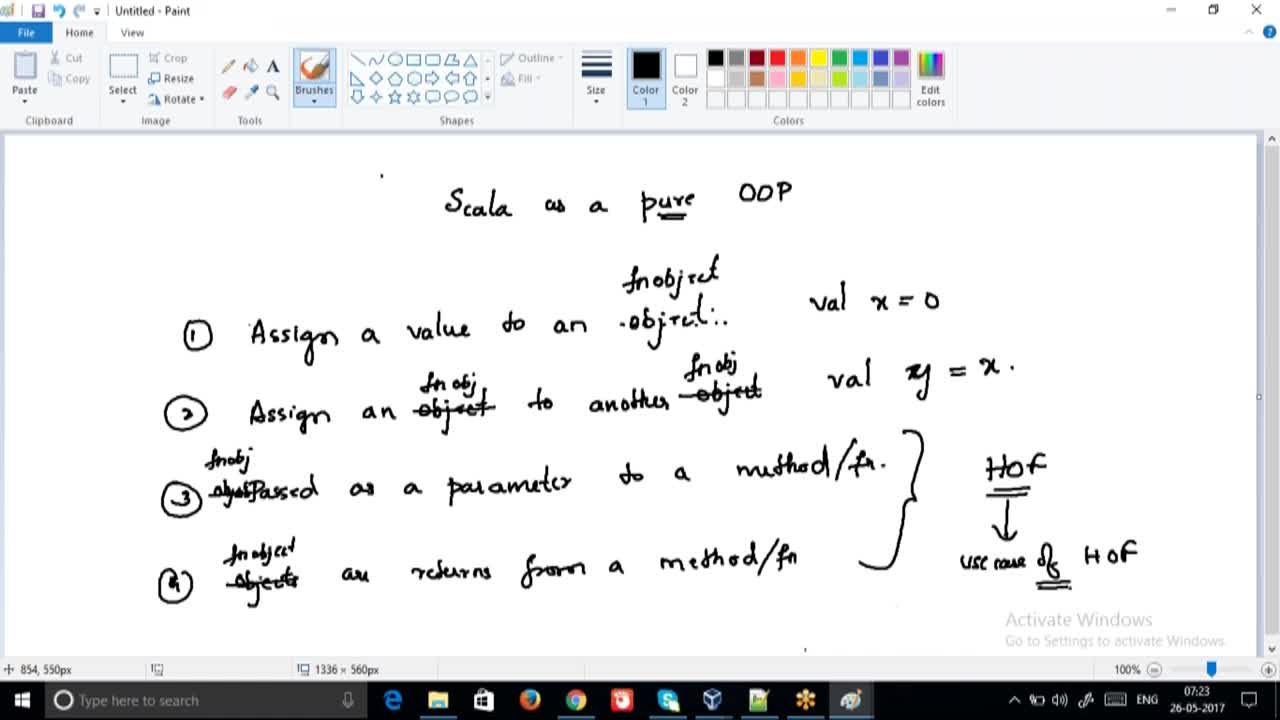 Untitled - Paint
File Home View
Paste
Cut
Copy
Clipboard
Select
Crop
Resize
Rotate
Image
Tools
Brushes
Shapes
Outline
Fill
Size
Color 1
Color 2
Edit colors
Colors
Scala as a pure OOP
fnobject
① Assign a value to an object: val x = 0
fn obj fn obj
② Assign an object to another object val y = x.
fnobj
③ object Passed as a parameter to a method/fn. HOF
fn object
④ objects are returns from a method/fn use case of HOF
Activate Windows
Go to Settings to activate Windows.
854, 550px 1336 × 560px 100%
Type here to search ENG 07:23
26-05-2017